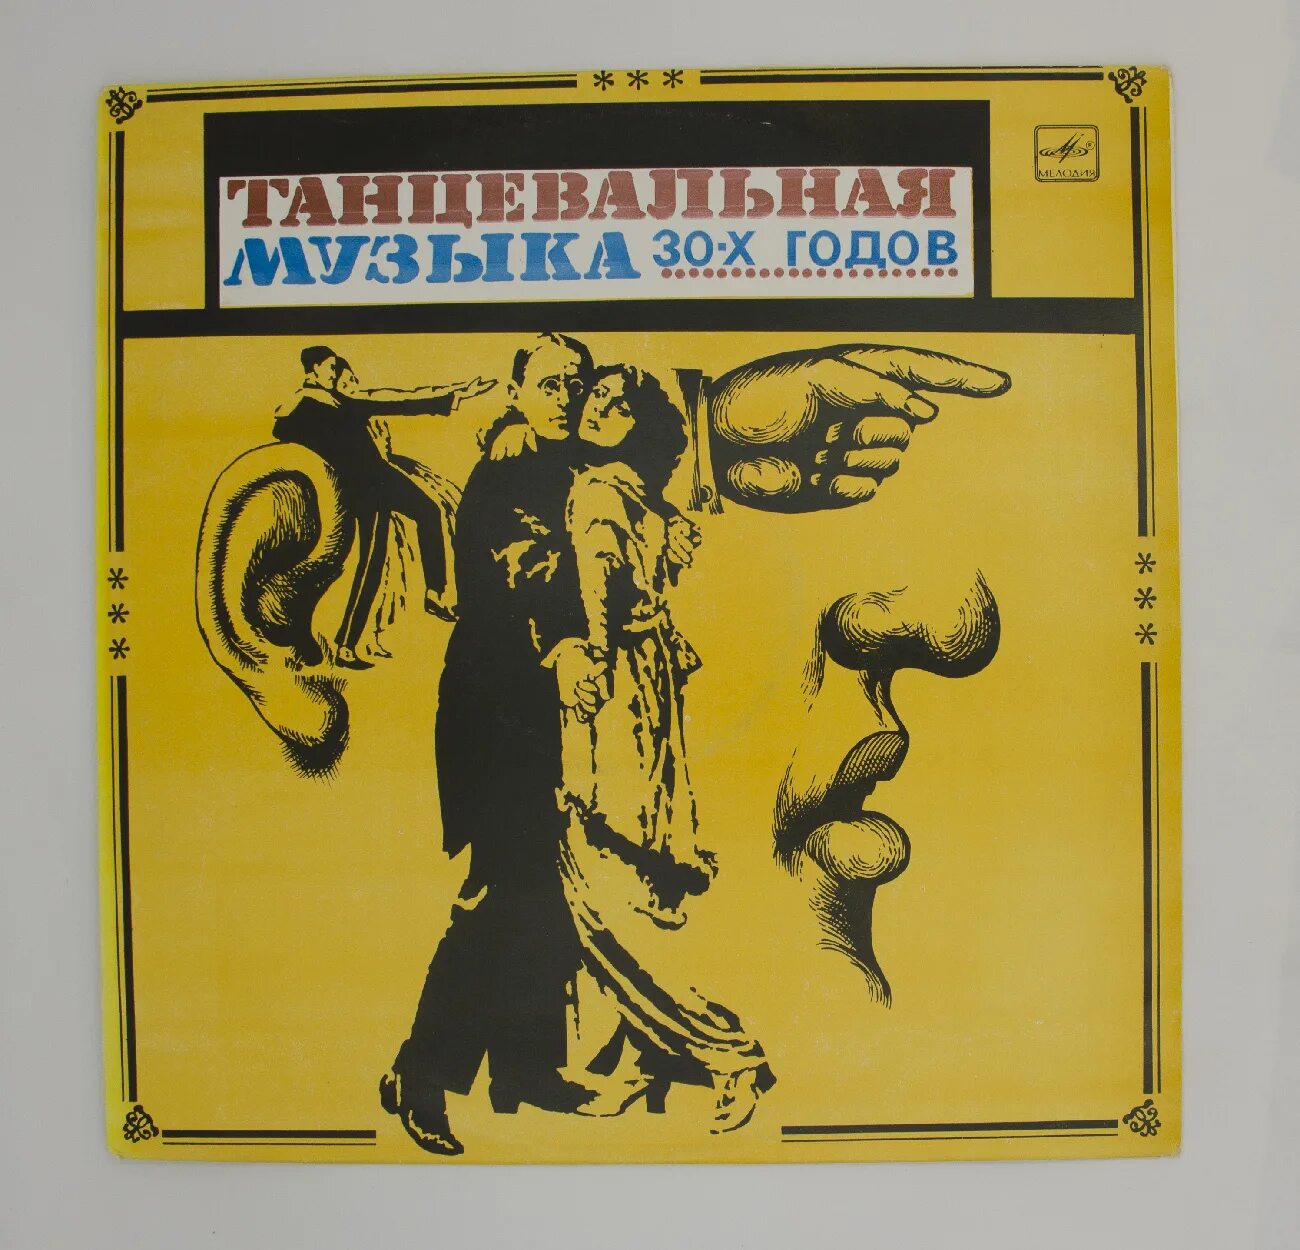 ТАНЦЕВАЛЬНАЯ
МУЗЫКА 30-Х ГОДОВ
МЕЛОДИЯ